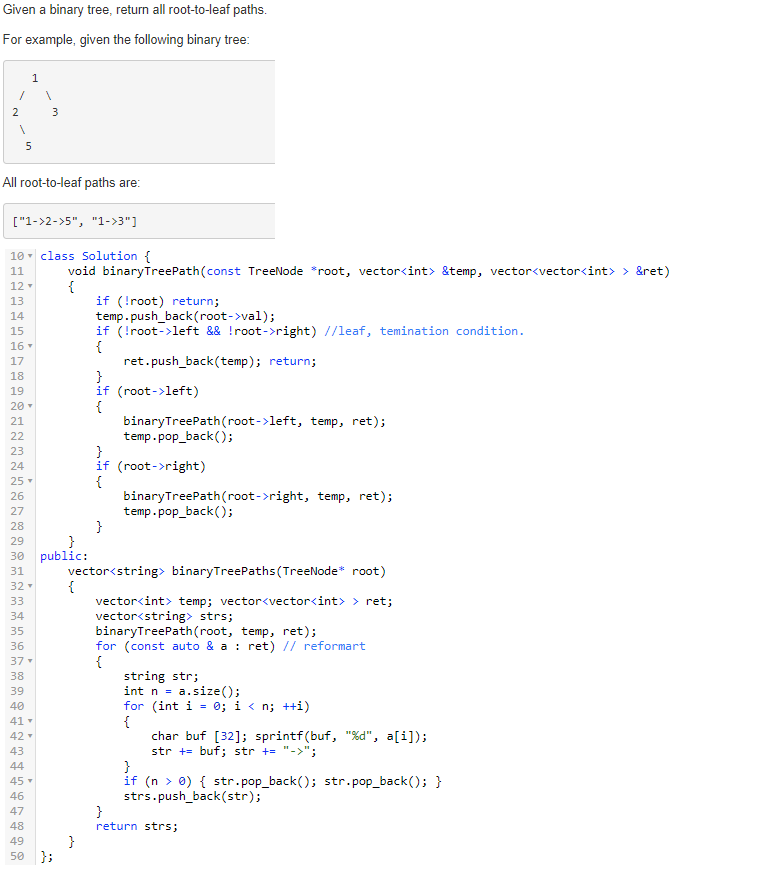 Given a binary tree, return all root-to-leaf paths.
For example, given the following binary tree:
   1
 /   \
2     3
 \
  5
All root-to-leaf paths are:
["1->2->5", "1->3"]
10 class Solution {
11     void binaryTreePath(const TreeNode *root, vector<int> &temp, vector<vector<int> > &ret)
12     {
13         if (!root) return;
14         temp.push_back(root->val);
15         if (!root->left && !root->right) //leaf, temination condition.
16         {
17             ret.push_back(temp); return;
18         }
19         if (root->left)
20         {
21             binaryTreePath(root->left, temp, ret);
22             temp.pop_back();
23         }
24         if (root->right)
25         {
26             binaryTreePath(root->right, temp, ret);
27             temp.pop_back();
28         }
29     }
30 public:
31     vector<string> binaryTreePaths(TreeNode* root)
32     {
33         vector<int> temp; vector<vector<int> > ret;
34         vector<string> strs;
35         binaryTreePath(root, temp, ret);
36         for (const auto & a : ret) // reformart
37         {
38             string str;
39             int n = a.size();
40             for (int i = 0; i < n; ++i)
41             {
42                 char buf [32]; sprintf(buf, "%d", a[i]);
43                 str += buf; str += "->";
44             }
45             if (n > 0) { str.pop_back(); str.pop_back(); }
46             strs.push_back(str);
47         }
48         return strs;
49     }
50 };